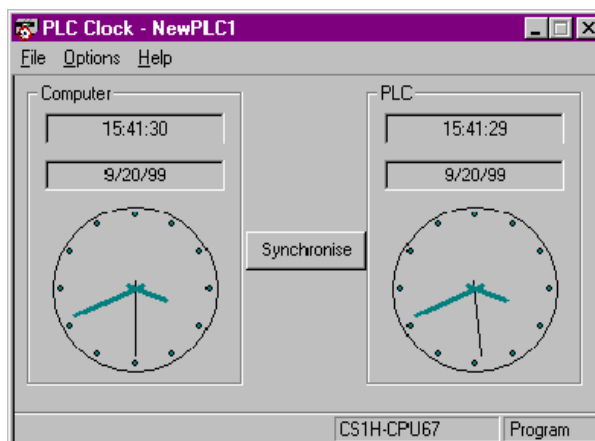 PLC Clock - NewPLC1
File Options Help
Computer
15:41:30
9/20/99
PLC
15:41:29
9/20/99
Synchronise
CS1H-CPU67 Program